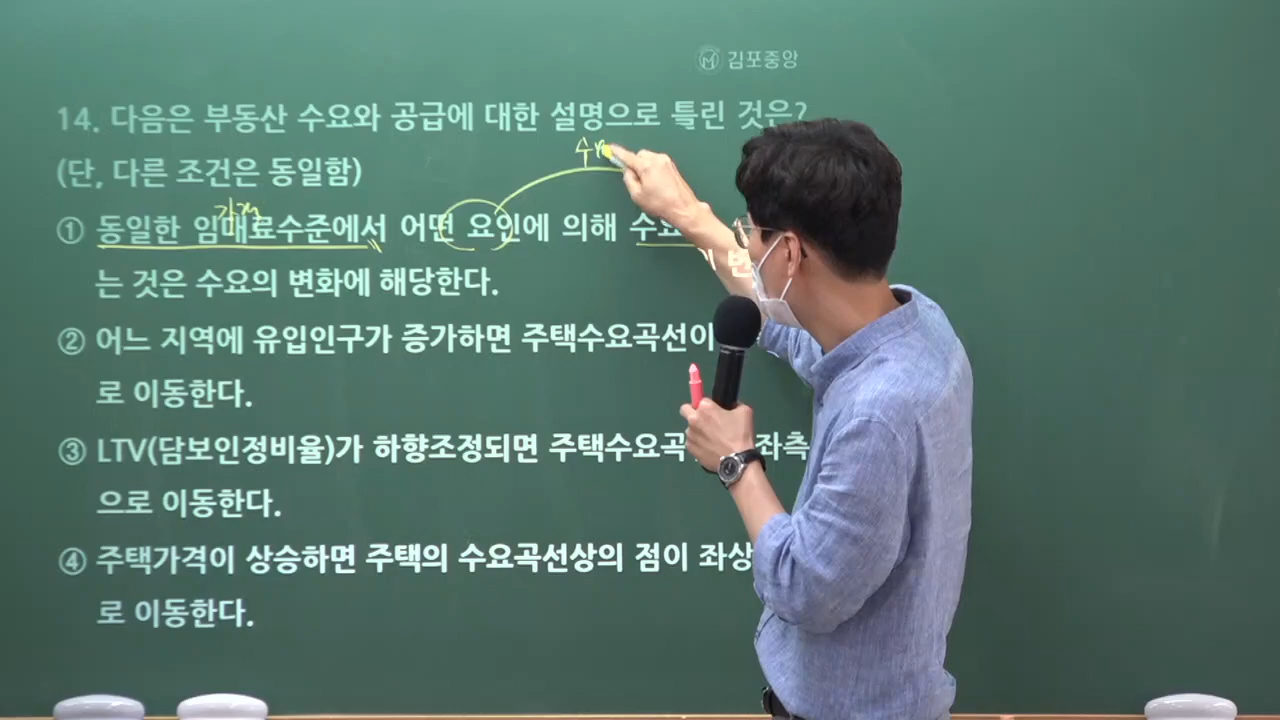 김포중앙
14. 다음은 부동산 수요와 공급에 대한 설명으로 틀린 것은?
(단, 다른 조건은 동일함)
① 동일한 임대료수준에서 어떤 요인에 의해 수요
는 것은 수요의 변화에 해당한다.
② 어느 지역에 유입인구가 증가하면 주택수요곡선이
로 이동한다.
③ LTV(담보인정비율)가 하향조정되면 주택수요곡 좌측
으로 이동한다.
④ 주택가격이 상승하면 주택의 수요곡선상의 점이 좌상
로 이동한다.